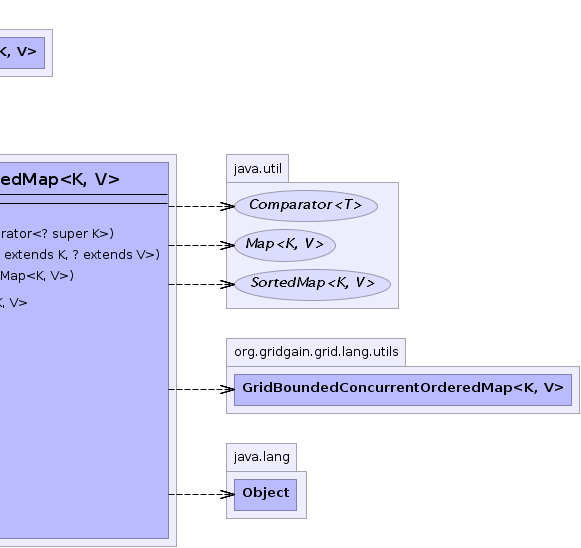 K, V>
edMap<K, V>
rator<? super K>)
extends K, ? extends V>)
Map<K, V>)
K, V>
java.util
Comparator<T>
Map<K, V>
SortedMap<K, V>
org.gridgain.grid.lang.utils
GridBoundedConcurrentOrderedMap<K, V>
java.lang
Object